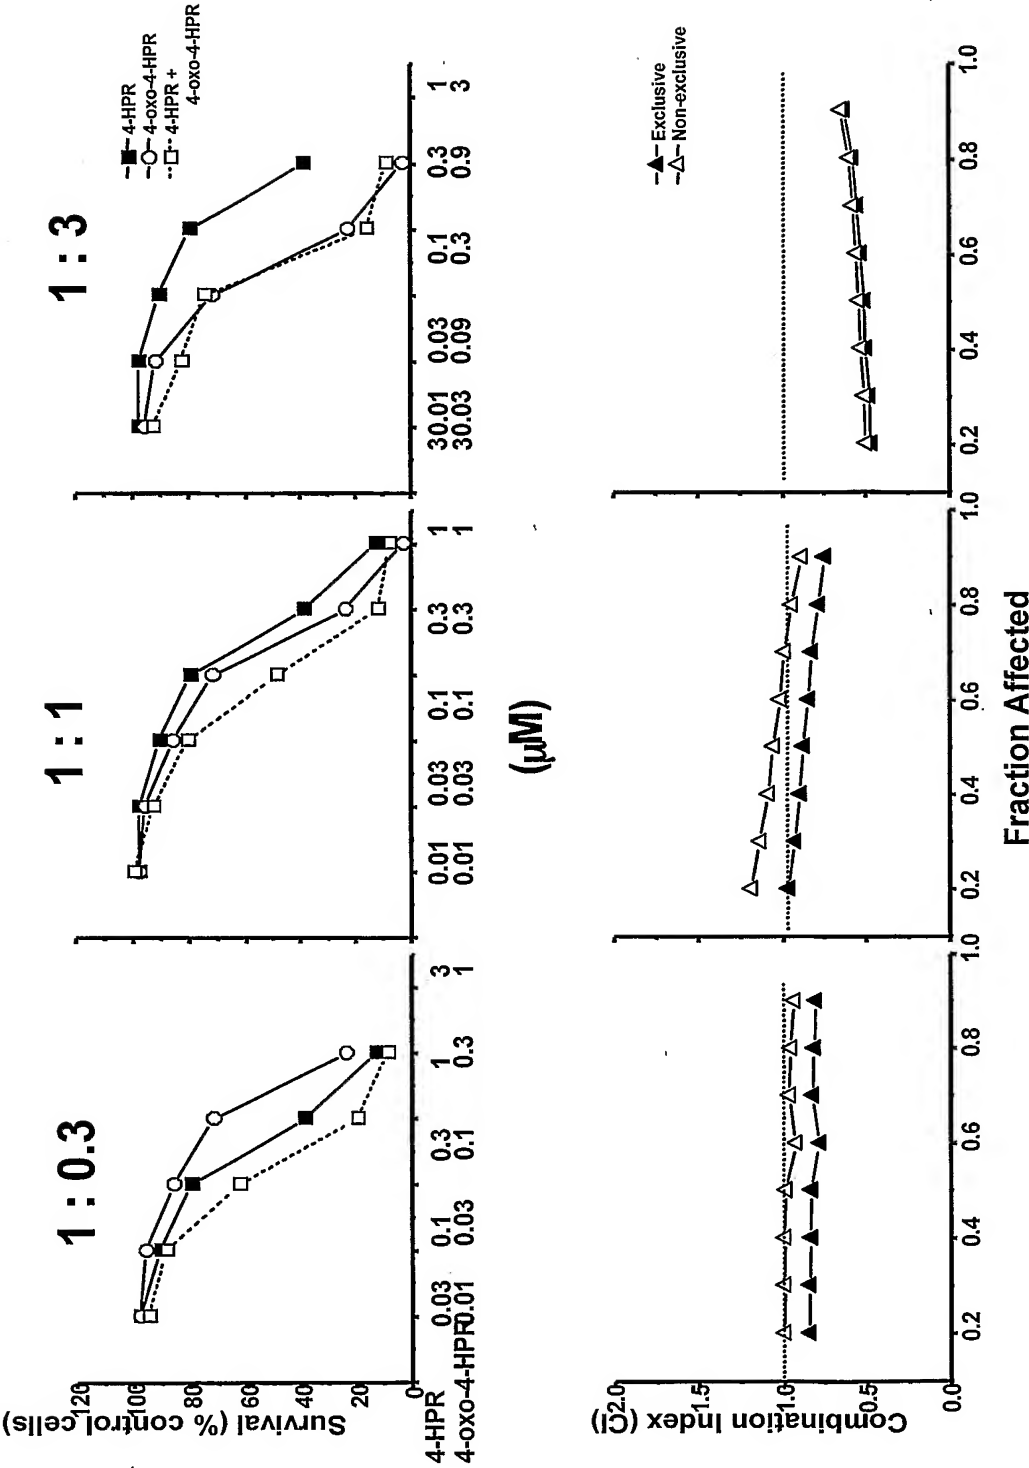 1 : 0.3
1 : 1
1 : 3
4-HPR
4-oxo-4-HPR
4-HPR +
4-oxo-4-HPR
Survival (% control cells)
120
100
80
60
40
20
0
4-HPR 0.03 0.1 0.3 1 3
4-oxo-4-HPR 0.01 0.03 0.1 0.3 1
0.01 0.03 0.1 0.3 1
0.01 0.03 0.1 0.3 1
30.01 0.03 0.1 0.3 1
30.03 0.09 0.3 0.9 3
(µM)
Exclusive
Non-exclusive
Combination Index (CI)
2.0
1.5
1.0
0.5
0.0
0.2 0.4 0.6 0.8 1.0
0.2 0.4 0.6 0.8 1.0
0.2 0.4 0.6 0.8 1.0
Fraction Affected